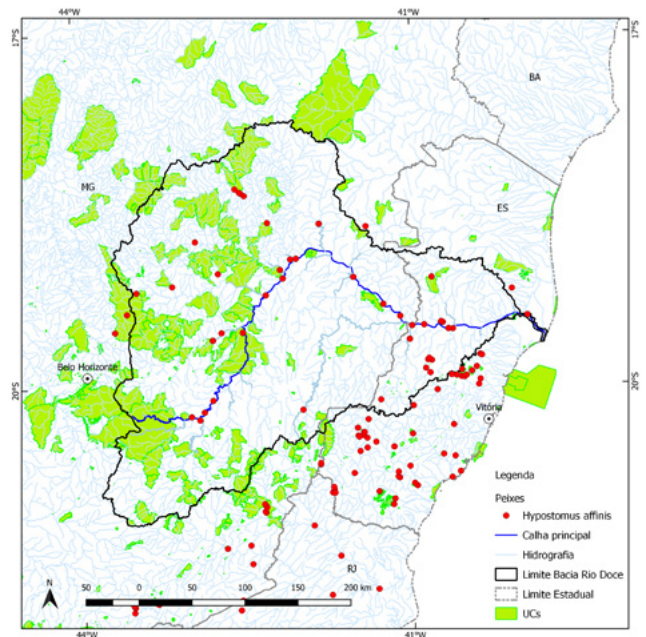 44°W
41°W
17°S
17°S
BA
MG
ES
Belo Horizonte
20°S
20°S
Vitória
Legenda
Peixes
Hypostomus affinis
Calha principal
Hidrografia
Limite Bacia Rio Doce
Limite Estadual
UCs
RJ
N
50 0 50 100 150 200 km
44°W
41°W